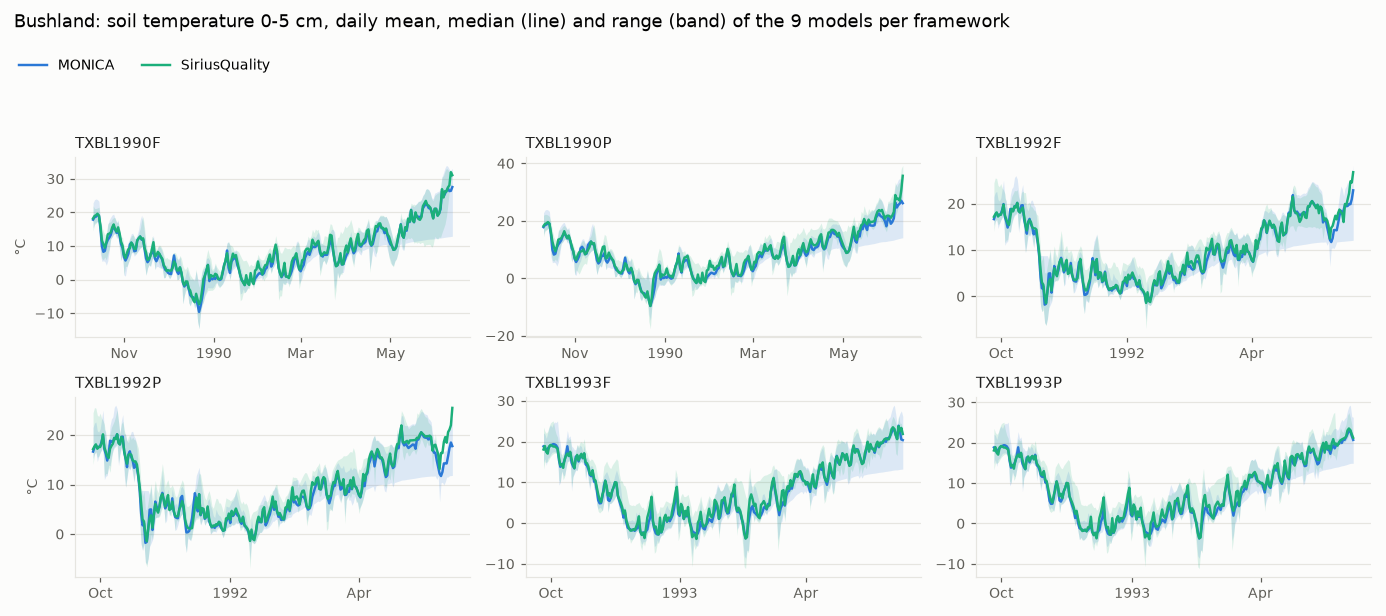 Bushland: soil temperature 0-5 cm, daily mean, median (line) and range (band) of the 9 models per framework
MONICA SiriusQuality
TXBL1990F
°C
30
20
10
0
−10
Nov 1990 Mar May
TXBL1990P
40
20
0
−20
Nov 1990 Mar May
TXBL1992F
20
10
0
Oct 1992 Apr
TXBL1992P
°C
20
10
0
Oct 1992 Apr
TXBL1993F
30
20
10
0
−10
Oct 1993 Apr
TXBL1993P
30
20
10
0
−10
Oct 1993 Apr